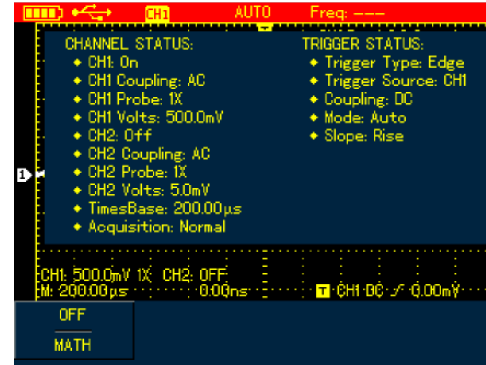 CH1 AUTO Freq: ---
CHANNEL STATUS:
◆ CH1: On
◆ CH1 Coupling: AC
◆ CH1 Probe: 1X
◆ CH1 Volts: 500.0mV
◆ CH2: Off
◆ CH2 Coupling: AC
◆ CH2 Probe: 1X
◆ CH2 Volts: 5.0mV
◆ TimesBase: 200.00µs
◆ Acquisition: Normal
TRIGGER STATUS:
◆ Trigger Type: Edge
◆ Trigger Source: CH1
◆ Coupling: DC
◆ Mode: Auto
◆ Slope: Rise
1
CH1: 500.0mV 1X CH2: OFF
M: 200.00µs 0.00ns T CH1 DC 0.00mV
OFF
MATH